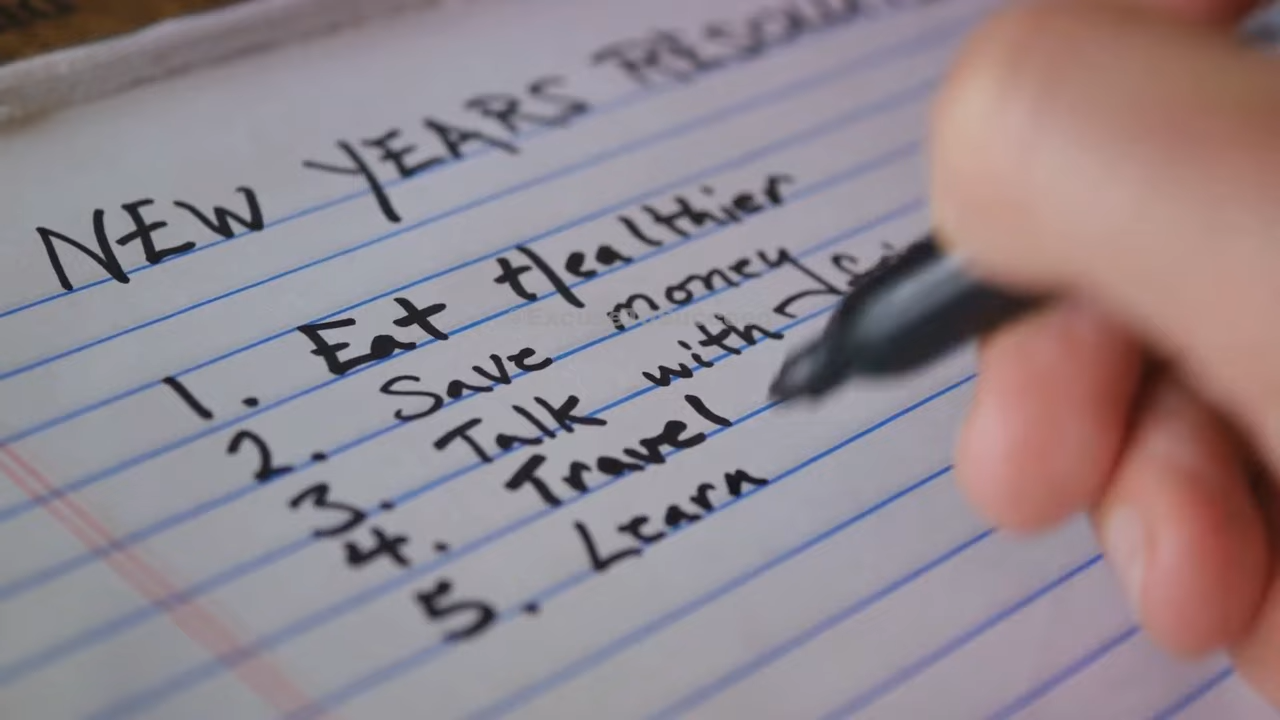 NEW YEARS
1. Eat Healthier
2. Save money
3. Talk with
4. Travel
5. Learn